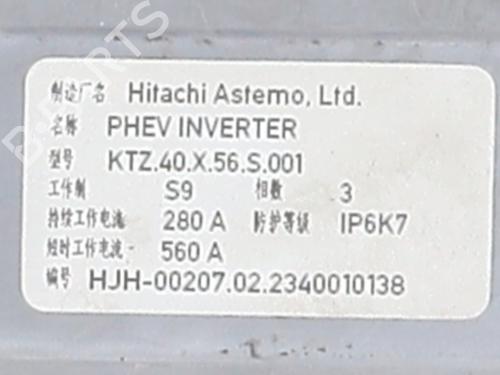 制造厂名 Hitachi Astemo, Ltd.
名称 PHEV INVERTER
型号 KTZ.40.X.56.S.001
工作制 S9 相数 3
持续工作电流 280 A 防护等级 IP6K7
短时工作电流 560 A
编号 HJH-00207.02.2340010138